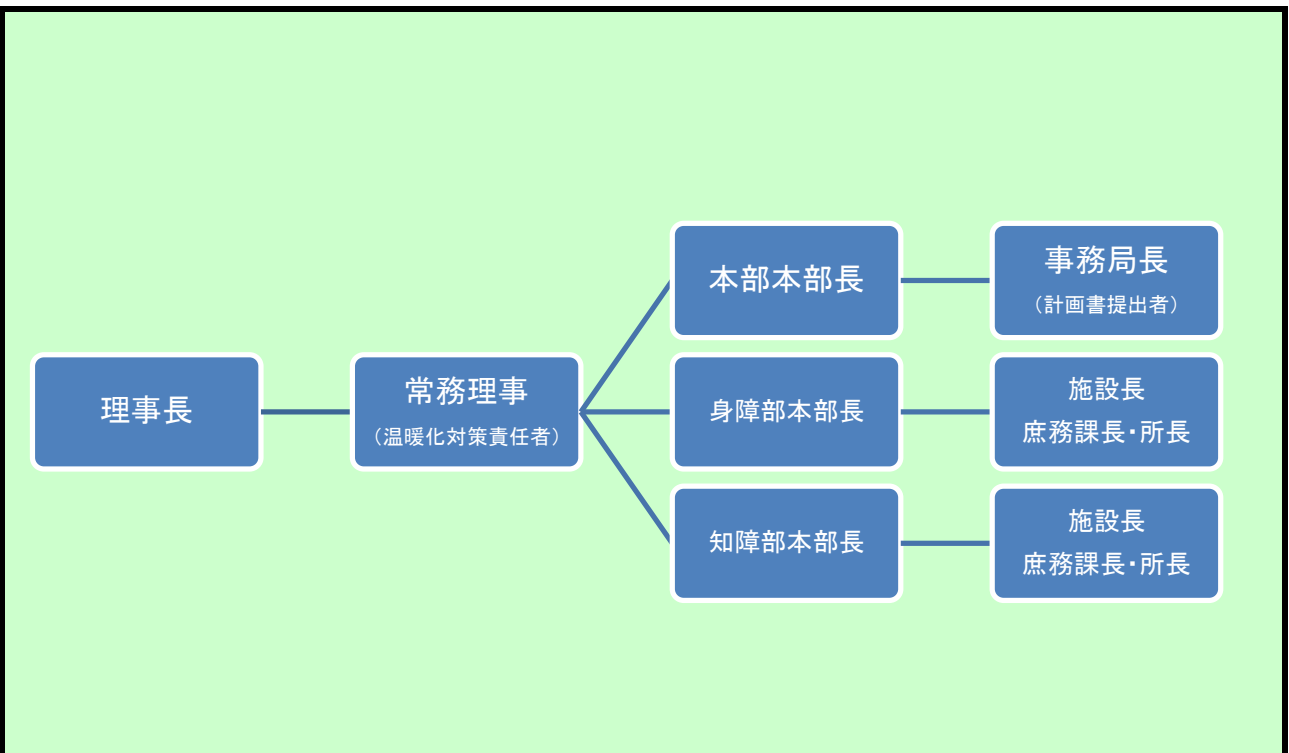 理事長
常務理事
（温暖化対策責任者）
本部本部長
事務局長
（計画書提出者）
身障部本部長
施設長
庶務課長・所長
知障部本部長
施設長
庶務課長・所長